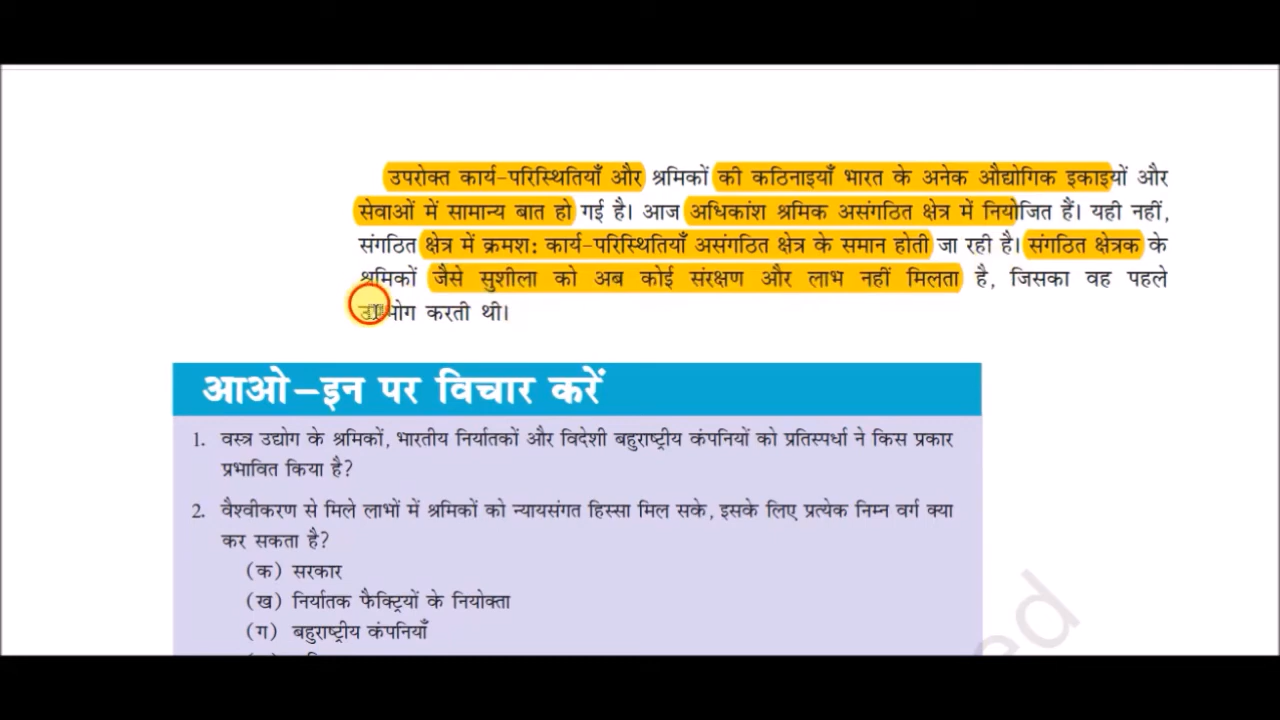 उपरोक्त कार्य-परिस्थितियाँ और श्रमिकों की कठिनाइयाँ भारत के अनेक औद्योगिक इकाइयों और
सेवाओं में सामान्य बात हो गई है। आज अधिकांश श्रमिक असंगठित क्षेत्र में नियोजित हैं। यही नहीं,
संगठित क्षेत्र में क्रमश: कार्य-परिस्थितियाँ असंगठित क्षेत्र के समान होती जा रही है। संगठित क्षेत्रक के
श्रमिकों जैसे सुशीला को अब कोई संरक्षण और लाभ नहीं मिलता है, जिसका वह पहले
उपभोग करती थी।
आओ-इन पर विचार करें
1. वस्त्र उद्योग के श्रमिकों, भारतीय निर्यातकों और विदेशी बहुराष्ट्रीय कंपनियों को प्रतिस्पर्धा ने किस प्रकार
प्रभावित किया है?
2. वैश्वीकरण से मिले लाभों में श्रमिकों को न्यायसंगत हिस्सा मिल सके, इसके लिए प्रत्येक निम्न वर्ग क्या
कर सकता है?
(क) सरकार
(ख) निर्यातक फैक्ट्रियों के नियोक्ता
(ग) बहुराष्ट्रीय कंपनियाँ
ed